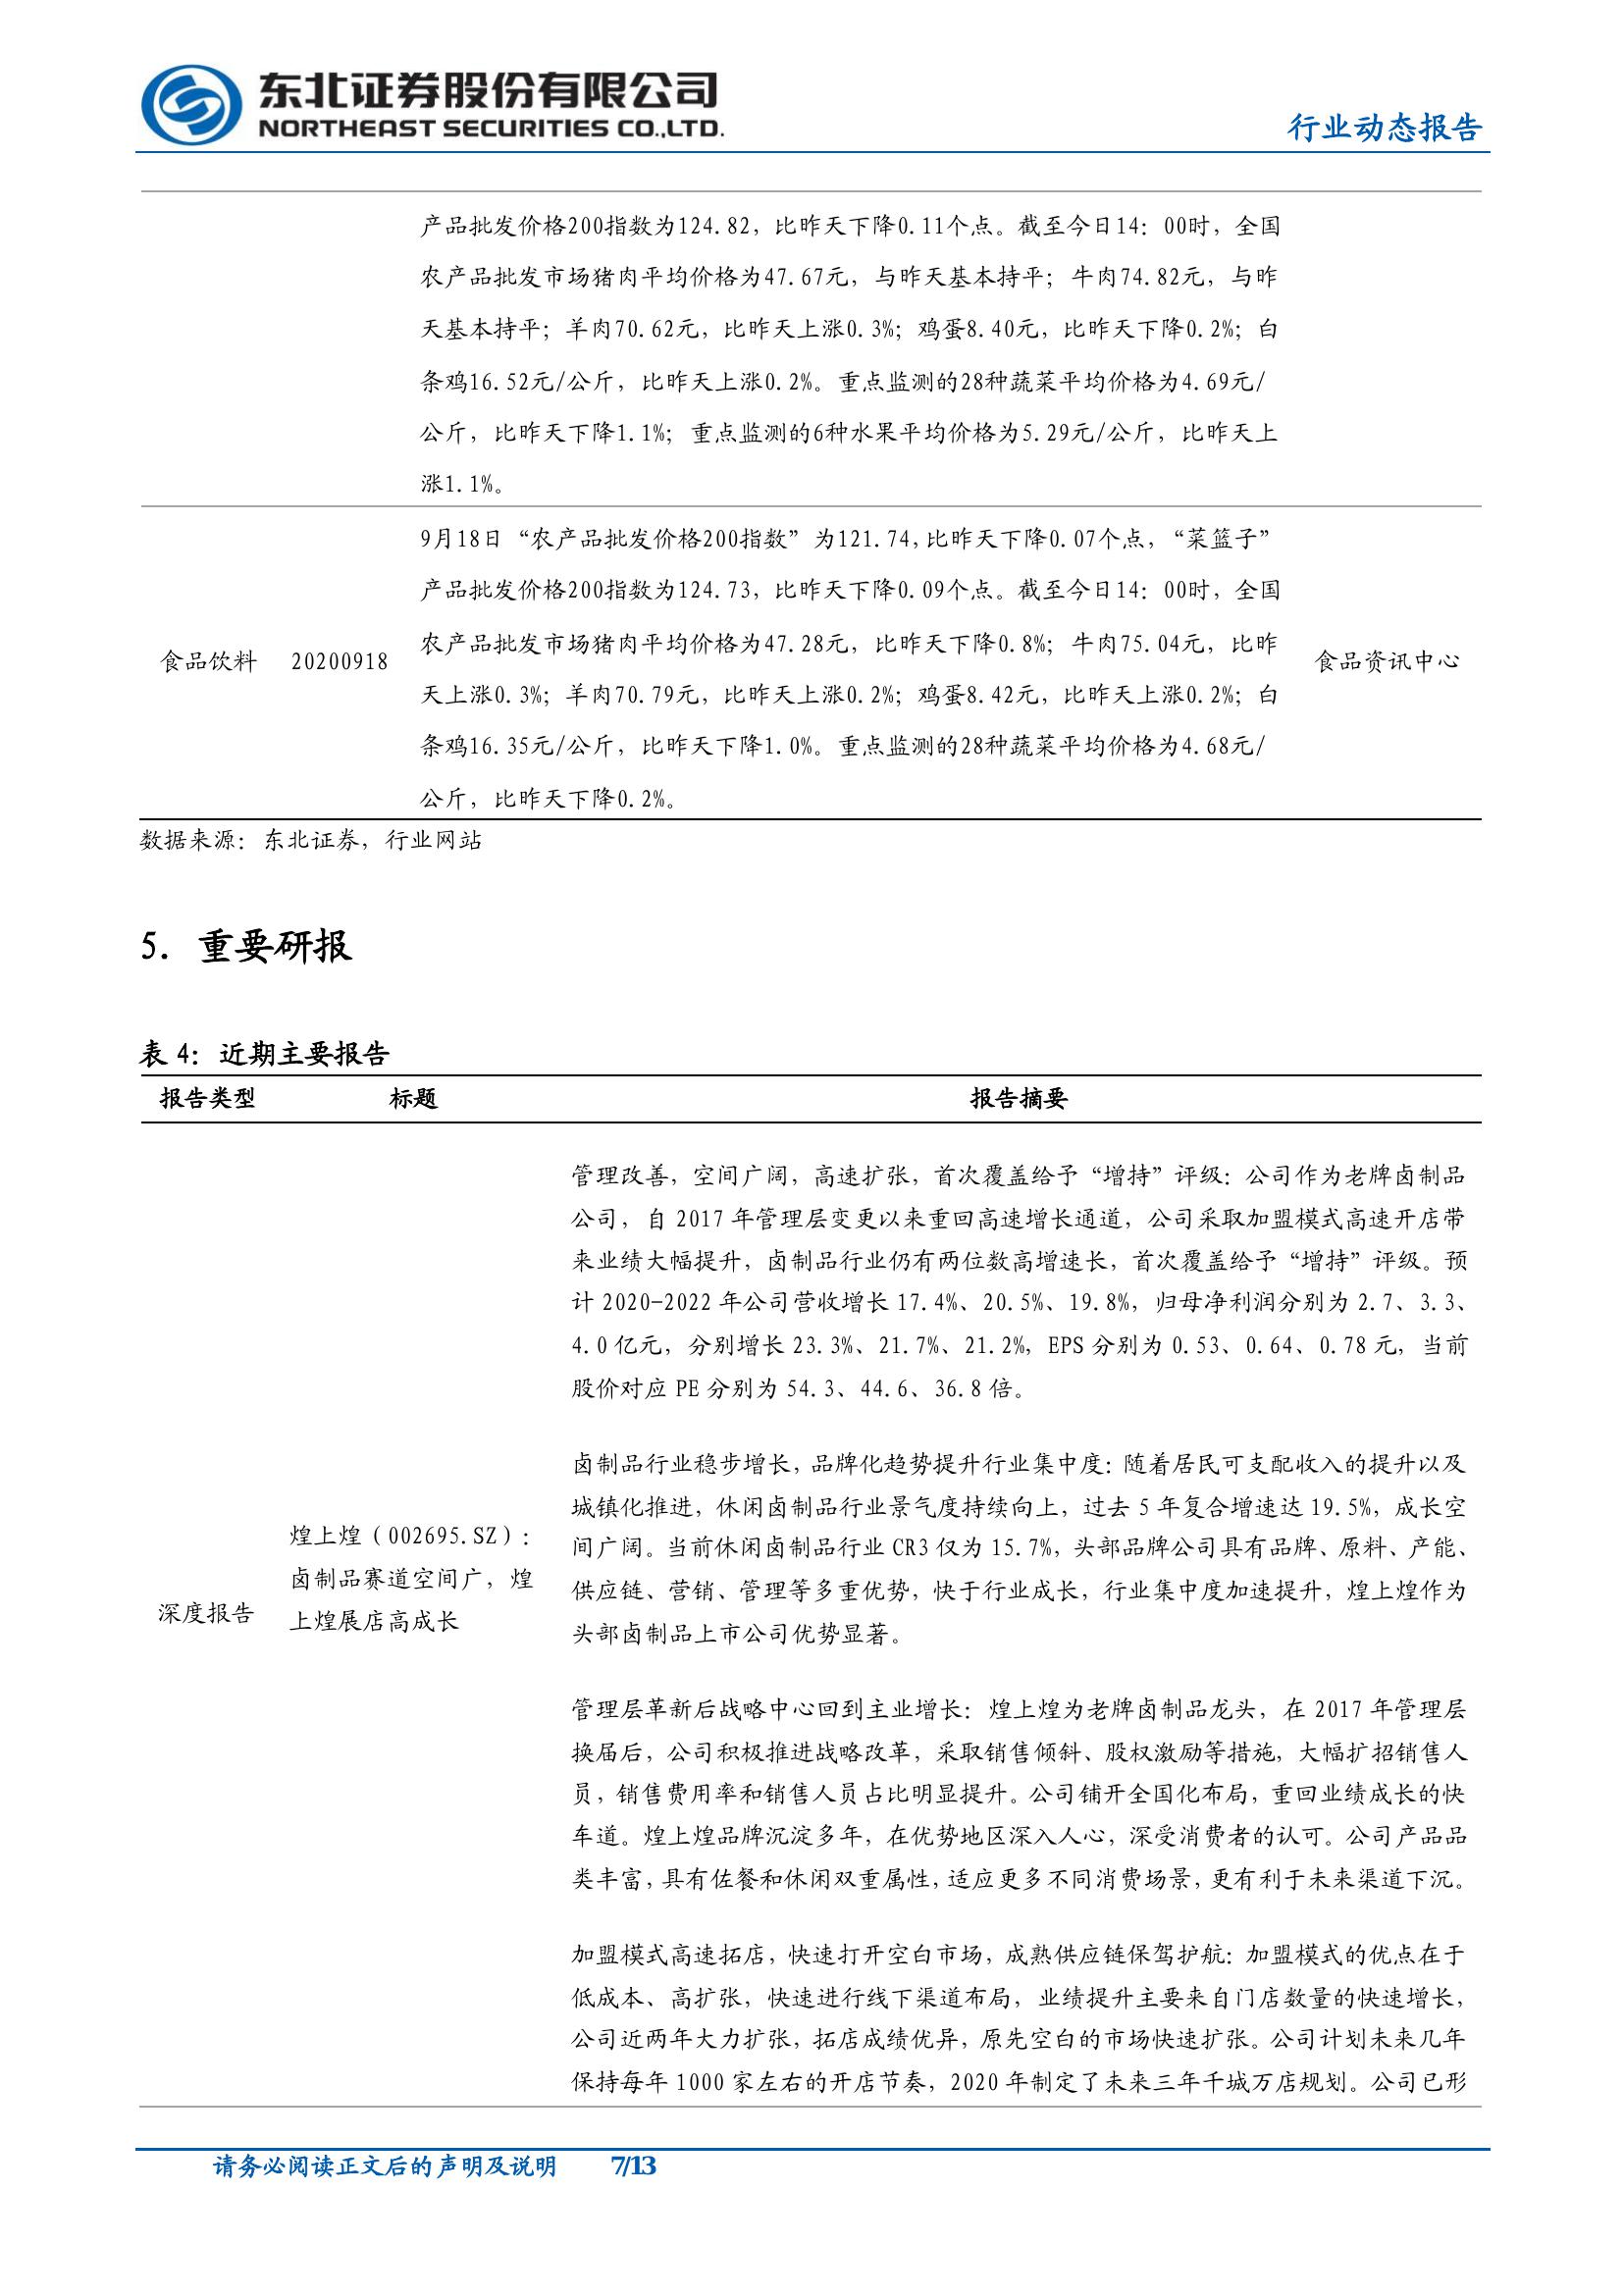 东北证券股份有限公司
NORTHEAST SECURITIES CO.,LTD.
行业动态报告
产品批发价格200指数为124.82，比昨天下降0.11个点。截至今日14：00时，全国
农产品批发市场猪肉平均价格为47.67元，与昨天基本持平；牛肉74.82元，与昨
天基本持平；羊肉70.62元，比昨天上涨0.3%；鸡蛋8.40元，比昨天下降0.2%；白
条鸡16.52元/公斤，比昨天上涨0.2%。重点监测的28种蔬菜平均价格为4.69元/
公斤，比昨天下降1.1%；重点监测的6种水果平均价格为5.29元/公斤，比昨天上
涨1.1%。
食品饮料 20200918
9月18日“农产品批发价格200指数”为121.74,比昨天下降0.07个点，“菜篮子”
产品批发价格200指数为124.73，比昨天下降0.09个点。截至今日14：00时，全国
农产品批发市场猪肉平均价格为47.28元，比昨天下降0.8%；牛肉75.04元，比昨
天上涨0.3%；羊肉70.79元，比昨天上涨0.2%；鸡蛋8.42元，比昨天上涨0.2%；白
条鸡16.35元/公斤，比昨天下降1.0%。重点监测的28种蔬菜平均价格为4.68元/
公斤，比昨天下降0.2%。
食品资讯中心
数据来源：东北证券，行业网站
5. 重要研报
表 4：近期主要报告
报告类型 标题 报告摘要
深度报告
煌上煌（002695.SZ）：
卤制品赛道空间广，煌
上煌展店高成长
管理改善，空间广阔，高速扩张，首次覆盖给予“增持”评级：公司作为老牌卤制品
公司，自 2017 年管理层变更以来重回高速增长通道，公司采取加盟模式高速开店带
来业绩大幅提升，卤制品行业仍有两位数高增速长，首次覆盖给予“增持”评级。预
计 2020-2022 年公司营收增长 17.4%、20.5%、19.8%，归母净利润分别为 2.7、3.3、
4.0 亿元，分别增长 23.3%、21.7%、21.2%，EPS 分别为 0.53、0.64、0.78 元，当前
股价对应 PE 分别为 54.3、44.6、36.8 倍。
卤制品行业稳步增长，品牌化趋势提升行业集中度：随着居民可支配收入的提升以及
城镇化推进，休闲卤制品行业景气度持续向上，过去 5 年复合增速达 19.5%，成长空
间广阔。当前休闲卤制品行业 CR3 仅为 15.7%，头部品牌公司具有品牌、原料、产能、
供应链、营销、管理等多重优势，快于行业成长，行业集中度加速提升，煌上煌作为
头部卤制品上市公司优势显著。
管理层革新后战略中心回到主业增长：煌上煌为老牌卤制品龙头，在 2017 年管理层
换届后，公司积极推进战略改革，采取销售倾斜、股权激励等措施，大幅扩招销售人
员，销售费用率和销售人员占比明显提升。公司铺开全国化布局，重回业绩成长的快
车道。煌上煌品牌沉淀多年，在优势地区深入人心，深受消费者的认可。公司产品品
类丰富，具有佐餐和休闲双重属性，适应更多不同消费场景，更有利于未来渠道下沉。
加盟模式高速拓店，快速打开空白市场，成熟供应链保驾护航：加盟模式的优点在于
低成本、高扩张，快速进行线下渠道布局，业绩提升主要来自门店数量的快速增长，
公司近两年大力扩张，拓店成绩优异，原先空白的市场快速扩张。公司计划未来几年
保持每年 1000 家左右的开店节奏，2020 年制定了未来三年千城万店规划。公司已形
请务必阅读正文后的声明及说明 7/13